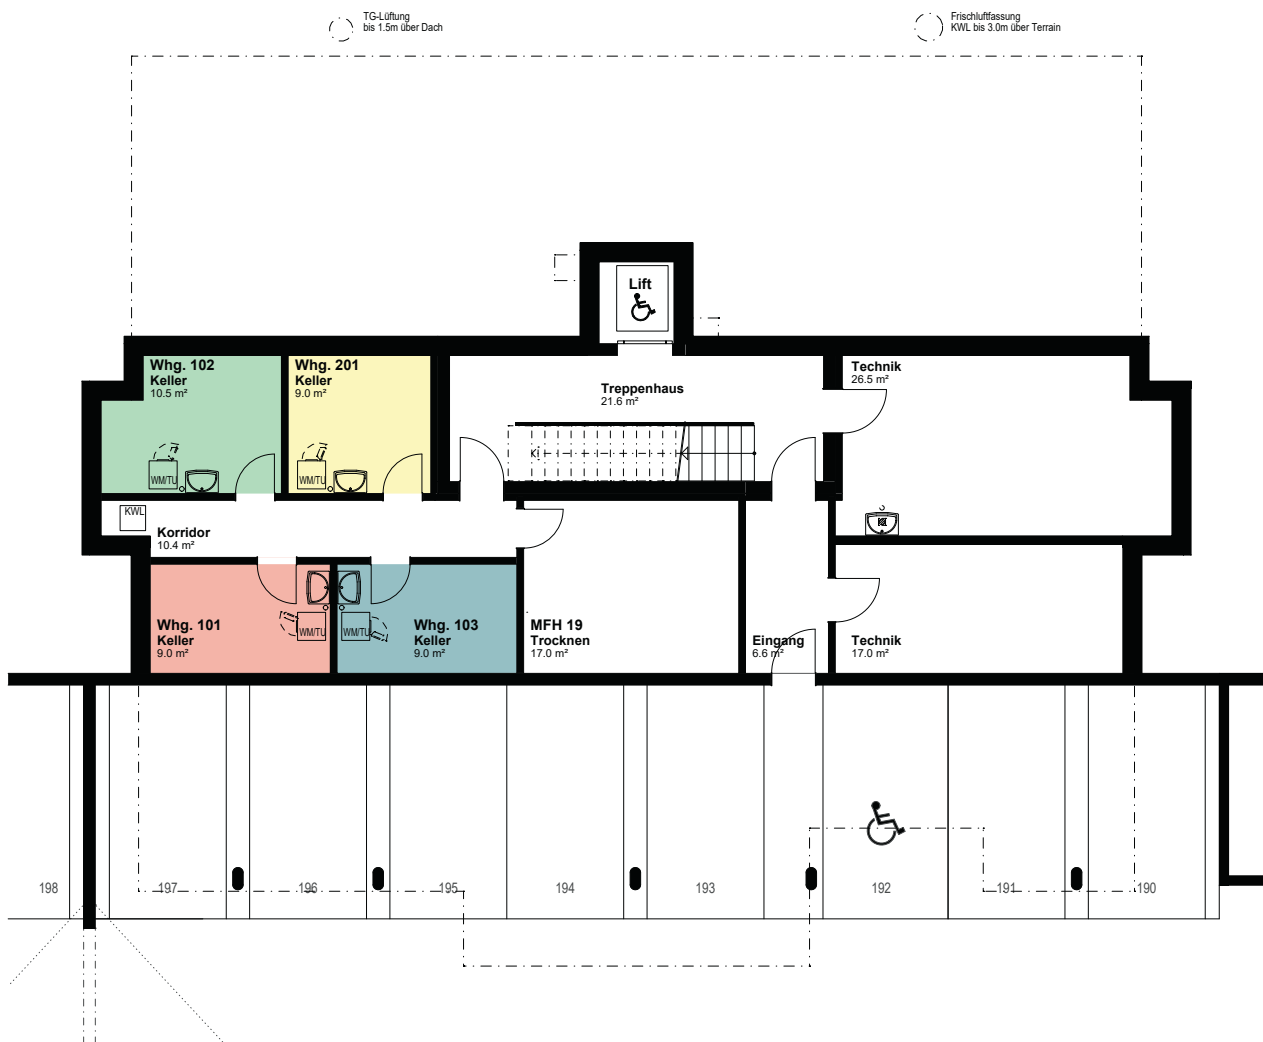 TG-Lüftung
bis 1.5m über Dach
Frischluftfassung
KWL bis 3.0m über Terrain
Lift
Whg. 102
Keller
10.5 m²
WM/TU
Whg. 201
Keller
9.0 m²
WM/TU
Treppenhaus
21.6 m²
Technik
26.5 m²
KWL
Korridor
10.4 m²
Whg. 101
Keller
9.0 m²
WM/TU
WM/TU
Whg. 103
Keller
9.0 m²
MFH 19
Trocknen
17.0 m²
Eingang
6.6 m²
Technik
17.0 m²
198
197
196
195
194
193
192
191
190